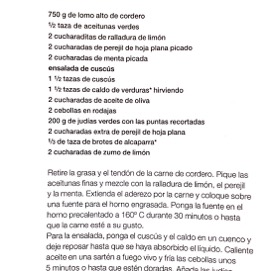 750 g de lomo alto de cordero
½ taza de aceitunas verdes
2 cucharaditas de ralladura de limón
2 cucharadas de perejil de hoja plana picado
2 cucharadas de menta picada
ensalada de cuscús
1 ½ tazas de cuscús
1 ½ tazas de caldo de verduras* hirviendo
2 cucharadas de aceite de oliva
2 cebollas en rodajas
200 g de judías verdes con las puntas recortadas
2 cucharadas extra de perejil de hoja plana
⅓ de taza de brotes de alcaparra*
2 cucharadas de zumo de limón
Retire la grasa y el tendón de la carne de cordero. Pique las
aceitunas finas y mezcle con la ralladura de limón, el perejil
y la menta. Extienda el aderezo por la carne y coloque sobre
una fuente para el horno engrasada. Ponga la fuente en el
horno precalentado a 160º C durante 30 minutos o hasta
que la carne esté a su gusto.
Para la ensalada, ponga el cuscús y el caldo en un cuenco y
deje reposar hasta que se haya absorbido el líquido. Caliente
aceite en una sartén a fuego vivo y fría las cebollas unos
5 minutos o hasta que estén doradas. Añada las judías